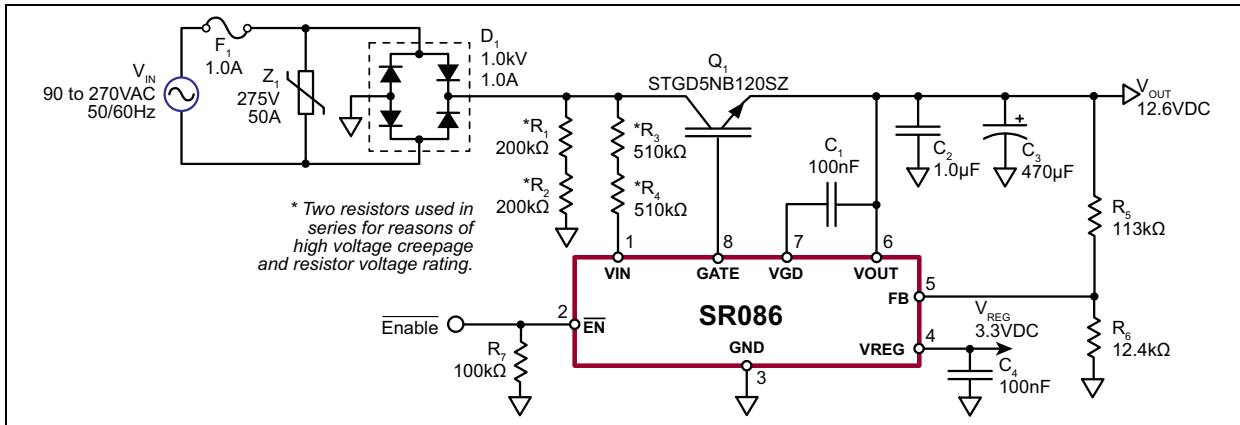 F1
1.0A
VIN
90 to 270VAC
50/60Hz
Z1
275V
50A
D1
1.0kV
1.0A
*R1
200kΩ
*R2
200kΩ
*R3
510kΩ
*R4
510kΩ
Q1
STGD5NB120SZ
C1
100nF
C2
1.0µF
C3
470µF
+
VOUT
12.6VDC
R5
113kΩ
R6
12.4kΩ
* Two resistors used in
series for reasons of
high voltage creepage
and resistor voltage rating.
1
8
7
6
VIN
GATE
VGD
VOUT
5
FB
SR086
Enable
2
EN
R7
100kΩ
GND
3
VREG
4
VREG
3.3VDC
C4
100nF